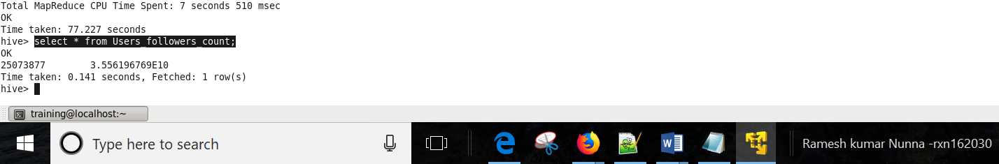 Total MapReduce CPU Time Spent: 7 seconds 510 msec
OK
Time taken: 77.227 seconds
hive> select * from Users_followers_count;
OK
25073877        3.556196769E10
Time taken: 0.141 seconds, Fetched: 1 row(s)
hive>
training@localhost:~
Type here to search
Ramesh kumar Nunna -rxn162030